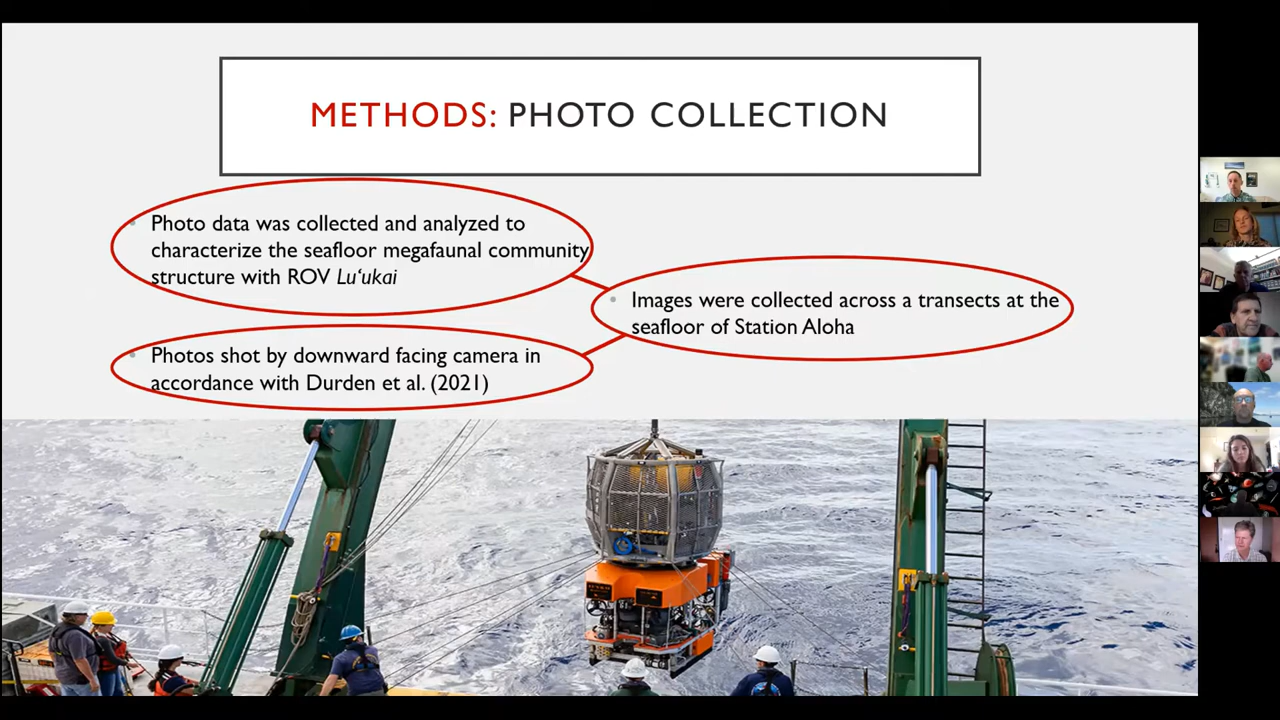 METHODS: PHOTO COLLECTION
Photo data was collected and analyzed to
characterize the seafloor megafaunal community
structure with ROV Lu‘ukai
Photos shot by downward facing camera in
accordance with Durden et al. (2021)
Images were collected across a transects at the
seafloor of Station Aloha